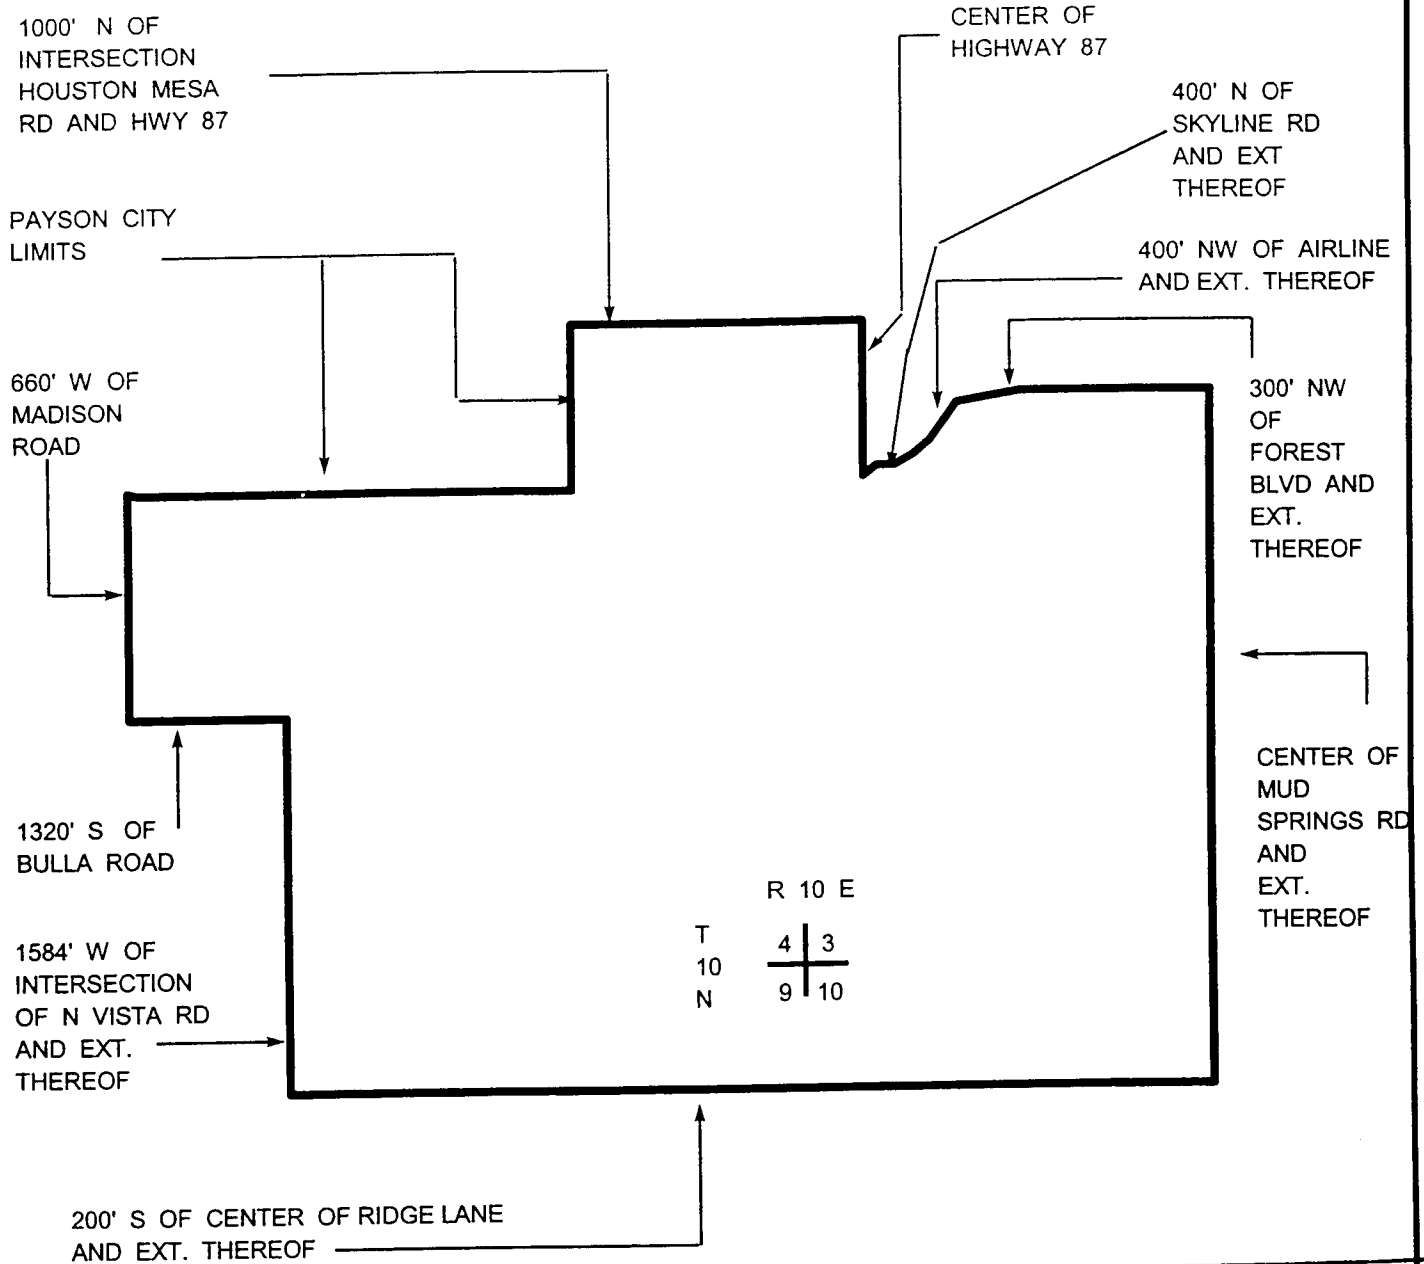 1000' N OF
INTERSECTION
HOUSTON MESA
RD AND HWY 87
CENTER OF
HIGHWAY 87
400' N OF
SKYLINE RD
AND EXT
THEREOF
PAYSON CITY
LIMITS
400' NW OF AIRLINE
AND EXT. THEREOF
660' W OF
MADISON
ROAD
300' NW
OF
FOREST
BLVD AND
EXT.
THEREOF
CENTER OF
MUD
SPRINGS RD
AND
EXT.
THEREOF
1320' S OF
BULLA ROAD
R 10 E
T
10
N
4 3
9 10
1584' W OF
INTERSECTION
OF N VISTA RD
AND EXT.
THEREOF
200' S OF CENTER OF RIDGE LANE
AND EXT. THEREOF